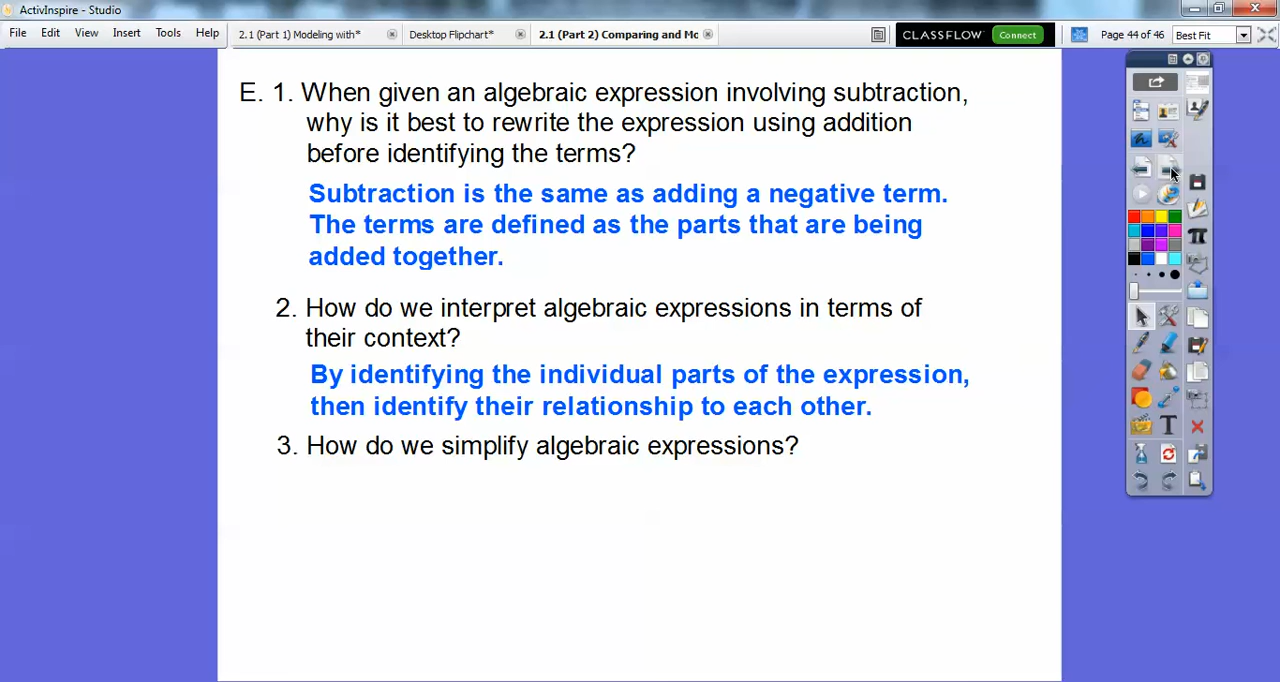 ActivInspire - Studio
File Edit View Insert Tools Help
2.1 (Part 1) Modeling with*
Desktop Flipchart*
2.1 (Part 2) Comparing and Mo
CLASSFLOW Connect
Page 44 of 46
Best Fit
E. 1. When given an algebraic expression involving subtraction,
why is it best to rewrite the expression using addition
before identifying the terms?
Subtraction is the same as adding a negative term.
The terms are defined as the parts that are being
added together.
2. How do we interpret algebraic expressions in terms of
their context?
By identifying the individual parts of the expression,
then identify their relationship to each other.
3. How do we simplify algebraic expressions?